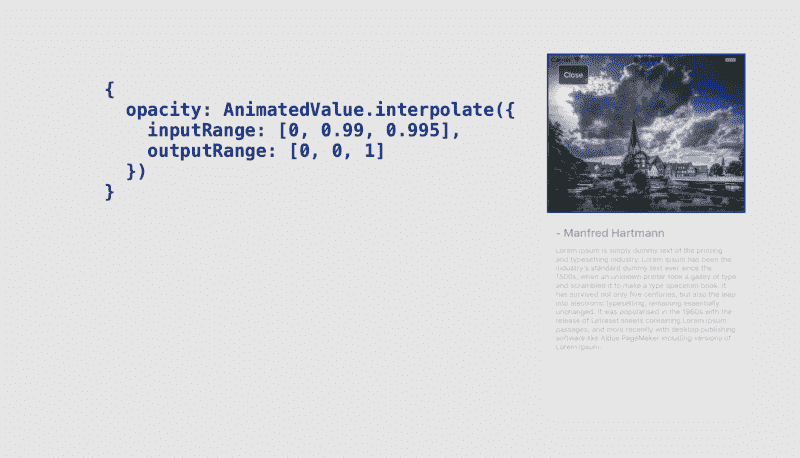 {
opacity: AnimatedValue.interpolate({
inputRange: [0, 0.99, 0.995],
outputRange: [0, 0, 1]
})
}
Close
- Manfred Hartmann
Lorem Ipsum is simply dummy text of the printing
and typesetting industry. Lorem Ipsum has been the
industry's standard dummy text ever since the
1500s, when an unknown printer took a galley of type
and scrambled it to make a type specimen book. It
has survived not only five centuries, but also the leap
into electronic typesetting, remaining essentially
unchanged. It was popularised in the 1960s with the
release of Letraset sheets containing Lorem Ipsum
passages, and more recently with desktop publishing
software like Aldus PageMaker including versions of
Lorem Ipsum.